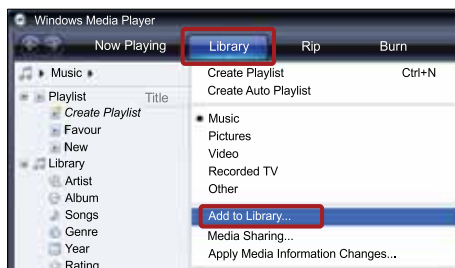 Windows Media Player
Now Playing Library Rip Burn
Music
Playlist Title
Create Playlist
Favour
New
Library
Artist
Album
Songs
Genre
Year
Rating
Create Playlist Ctrl+N
Create Auto Playlist
Music
Pictures
Video
Recorded TV
Other
Add to Library...
Media Sharing...
Apply Media Information Changes...